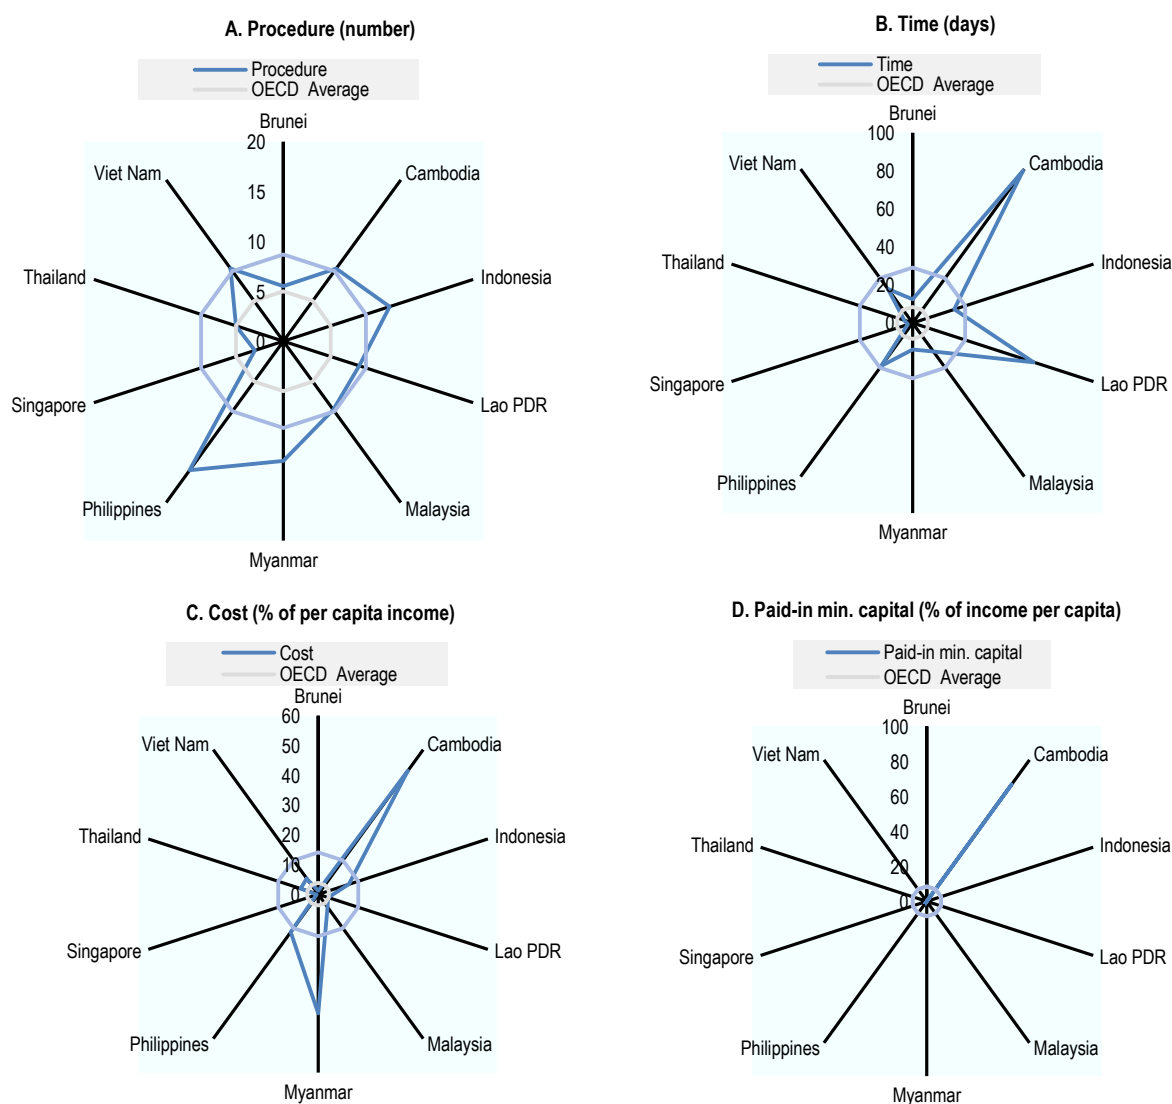 A. Procedure (number)
Procedure
OECD Average
Brunei
20
Viet Nam
Cambodia
15
10
Thailand
Indonesia
5
0
Singapore
Lao PDR
Philippines
Malaysia
Myanmar
B. Time (days)
Time
OECD Average
Brunei
100
Viet Nam
Cambodia
80
60
Thailand
Indonesia
40
20
0
Singapore
Lao PDR
Philippines
Malaysia
Myanmar
C. Cost (% of per capita income)
Cost
OECD Average
Brunei
60
Viet Nam
Cambodia
50
40
30
Thailand
Indonesia
20
10
0
Singapore
Lao PDR
Philippines
Malaysia
Myanmar
D. Paid-in min. capital (% of income per capita)
Paid-in min. capital
OECD Average
Brunei
100
Viet Nam
Cambodia
80
60
Thailand
Indonesia
40
20
0
Singapore
Lao PDR
Philippines
Malaysia
Myanmar